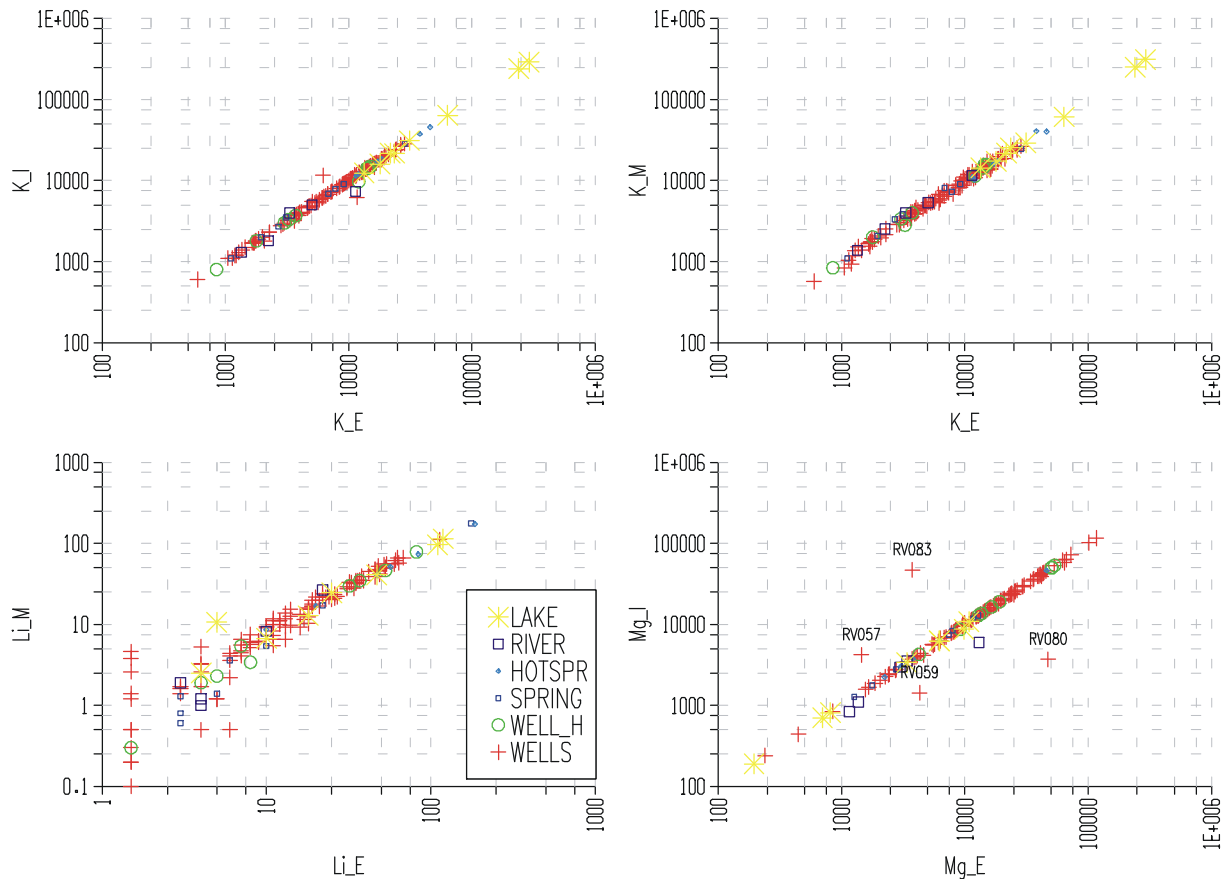 1E+006
100000
10000
1000
100
K_I
100
1000
10000
100000
1E+006
K_E
1E+006
100000
10000
1000
100
K_M
100
1000
10000
100000
1E+006
K_E
1000
100
10
1
0.1
Li_M
1
10
100
1000
Li_E
LAKE
RIVER
HOTSPR
SPRING
WELL_H
WELLS
1E+006
100000
10000
1000
100
Mg_I
RV083
RV057
RV080
RV059
100
1000
10000
100000
1E+006
Mg_E